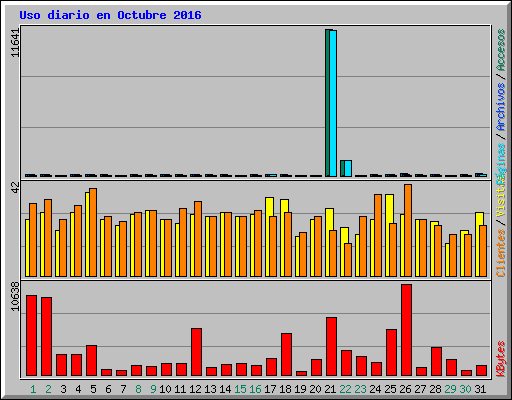 Uso diario en Octubre 2016
11641
42
10638
Páginas / Archivos / Accesos
Clientes / Visitas
KBytes
1 2 3 4 5 6 7 8 9 10 11 12 13 14 15 16 17 18 19 20 21 22 23 24 25 26 27 28 29 30 31